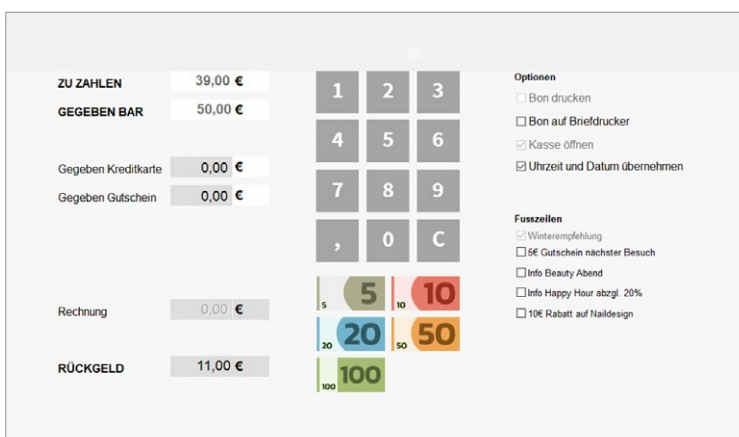 ZU ZAHLEN 39,00 €
GEGEBEN BAR 50,00 €
Gegeben Kreditkarte 0,00 €
Gegeben Gutschein 0,00 €
Rechnung 0,00 €
RÜCKGELD 11,00 €
1 2 3
4 5 6
7 8 9
, 0 C
5 5 10 10
20 20 50 50
100 100
Optionen
Bon drucken
Bon auf Briefdrucker
Kasse öffnen
Uhrzeit und Datum übernehmen
Fusszeilen
Winterempfehlung
5€ Gutschein nächster Besuch
Info Beauty Abend
Info Happy Hour abzgl. 20%
10€ Rabatt auf Naildesign